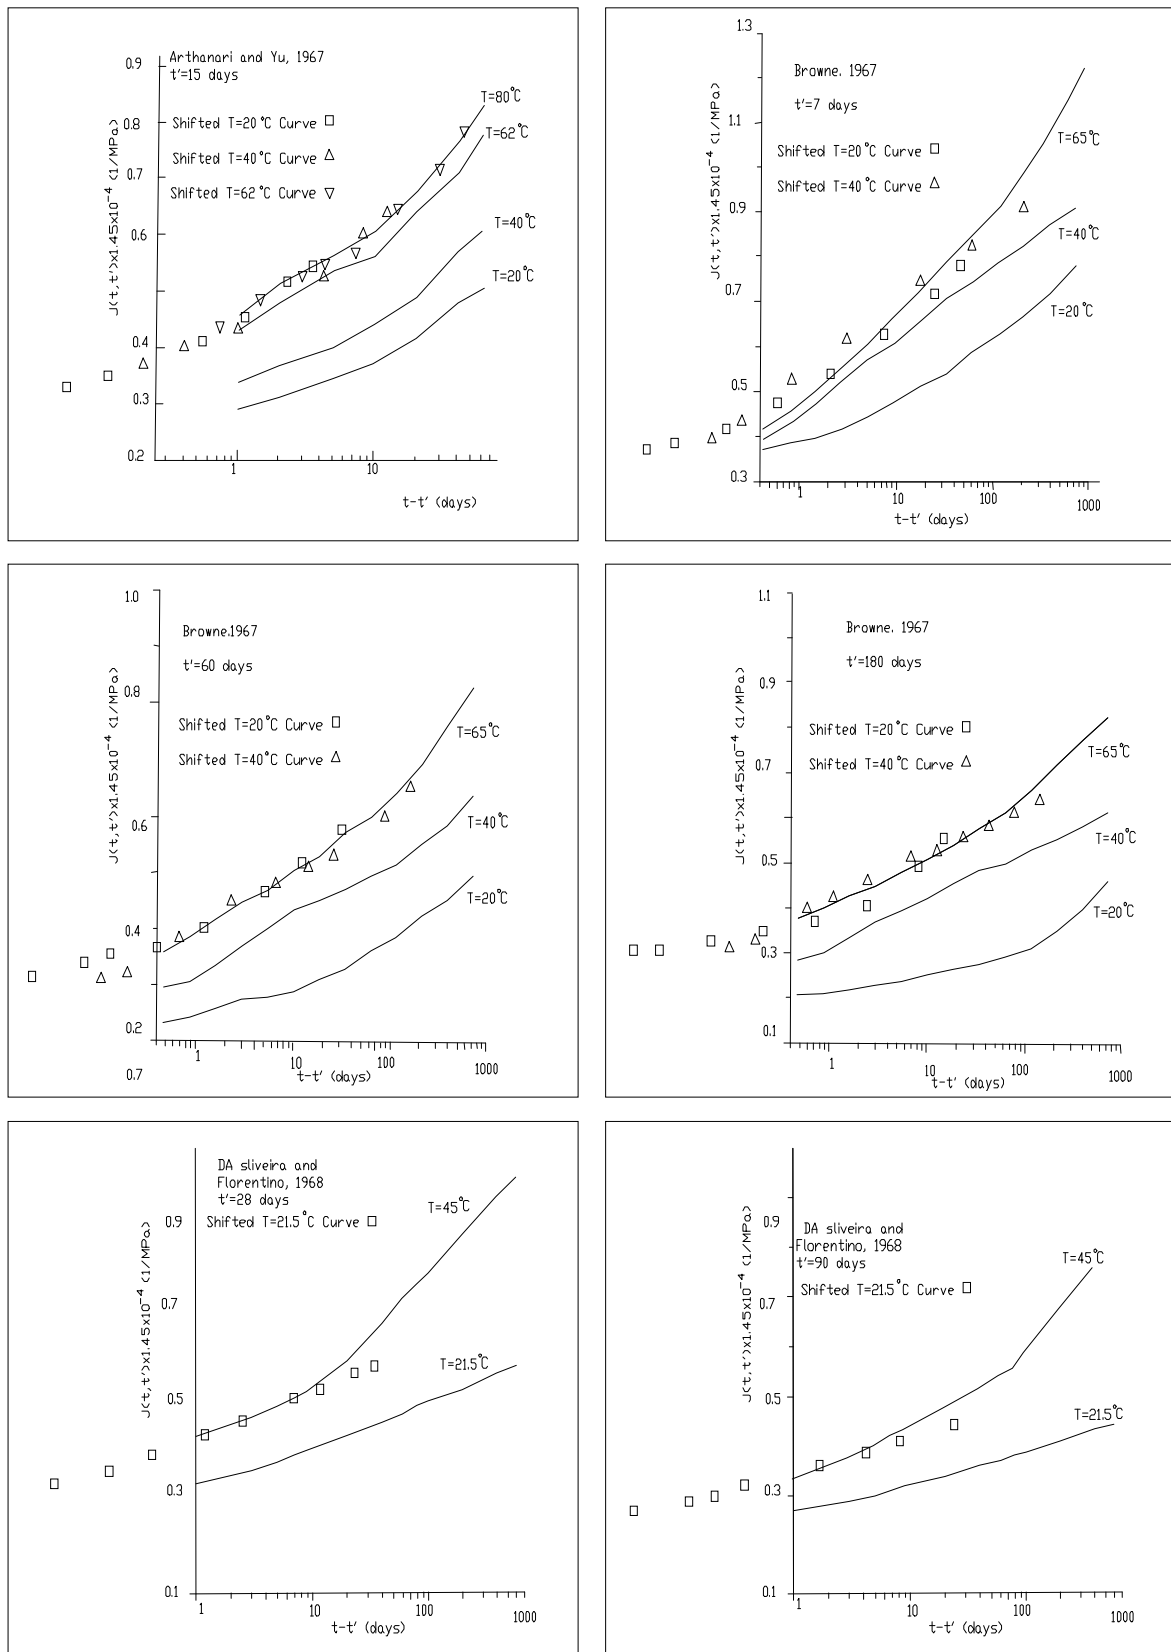 Arthanari and Yu, 1967
t'=15 days
Shifted T=20°C Curve
Shifted T=40°C Curve
Shifted T=62°C Curve
T=80°C
T=62°C
T=40°C
T=20°C
0.9
0.8
0.7
0.6
0.4
0.3
0.2
J(t,t')x1.45x10⁻⁴ (1/MPa)
1
10
t-t' (days)
Browne. 1967
t'=7 days
Shifted T=20°C Curve
Shifted T=40°C Curve
T=65°C
T=40°C
T=20°C
1.3
1.1
0.9
0.7
0.5
0.3
J(t,t')x1.45x10⁻⁴ (1/MPa)
1
10
100
1000
t-t' (days)
Browne.1967
t'=60 days
Shifted T=20°C Curve
Shifted T=40°C Curve
T=65°C
T=40°C
T=20°C
1.0
0.8
0.6
0.4
0.2
0.7
J(t,t')x1.45x10⁻⁴ (1/MPa)
1
10
100
1000
t-t' (days)
Browne. 1967
t'=180 days
Shifted T=20°C Curve
Shifted T=40°C Curve
T=65°C
T=40°C
T=20°C
1.1
0.9
0.7
0.5
0.3
0.1
J(t,t')x1.45x10⁻⁴ (1/MPa)
1
10
100
1000
t-t' (days)
DA sliveira and
Florentino, 1968
t'=28 days
Shifted T=21.5°C Curve
T=45°C
T=21.5°C
0.9
0.7
0.5
0.3
0.1
J(t,t')x1.45x10⁻⁴ (1/MPa)
1
10
100
1000
t-t' (days)
DA sliveira and
Florentino, 1968
t'=90 days
Shifted T=21.5°C Curve
T=45°C
T=21.5°C
0.9
0.7
0.5
0.3
0.1
J(t,t')x1.45x10⁻⁴ (1/MPa)
1
10
100
1000
t-t' (days)